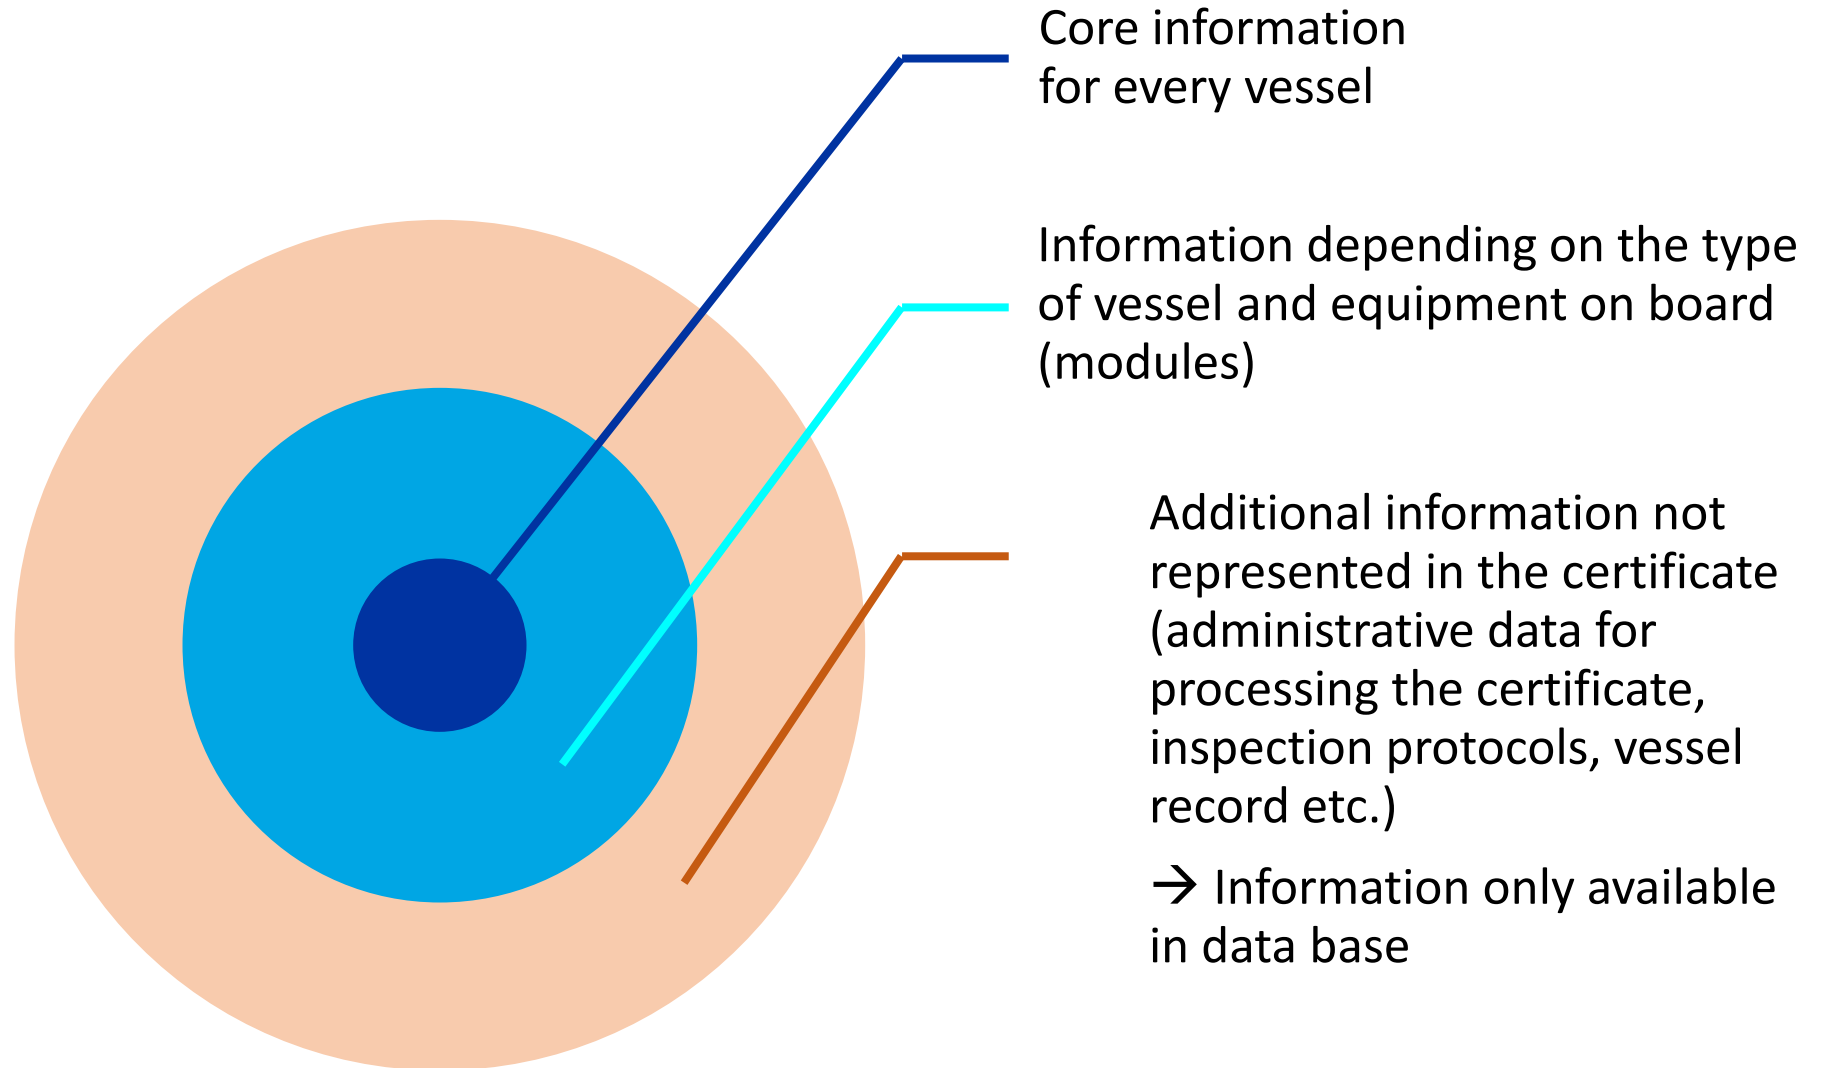 Core information
for every vessel
Information depending on the type
of vessel and equipment on board
(modules)
Additional information not
represented in the certificate
(administrative data for
processing the certificate,
inspection protocols, vessel
record etc.)
→ Information only available
in data base